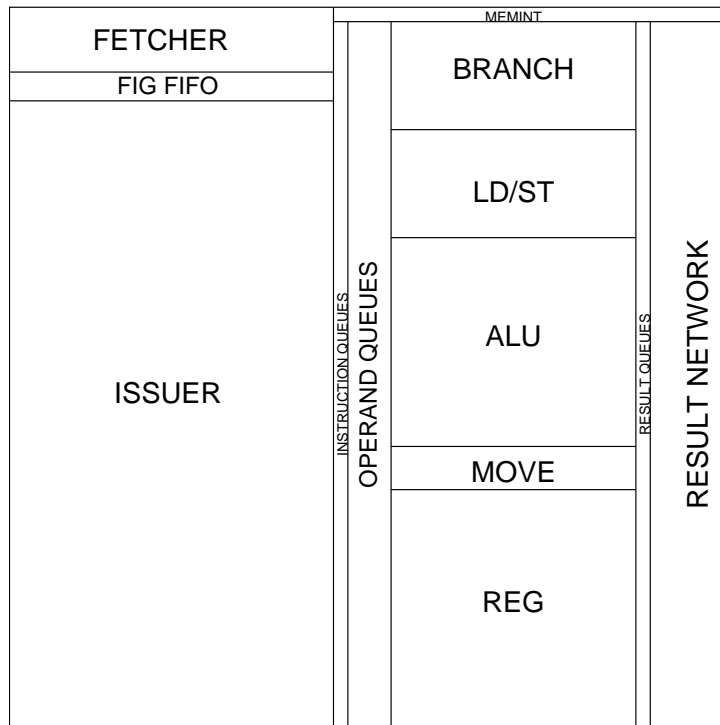 MEMINT
FETCHER
FIG FIFO
ISSUER
INSTRUCTION QUEUES
OPERAND QUEUES
BRANCH
LD/ST
ALU
MOVE
REG
RESULT QUEUES
RESULT NETWORK